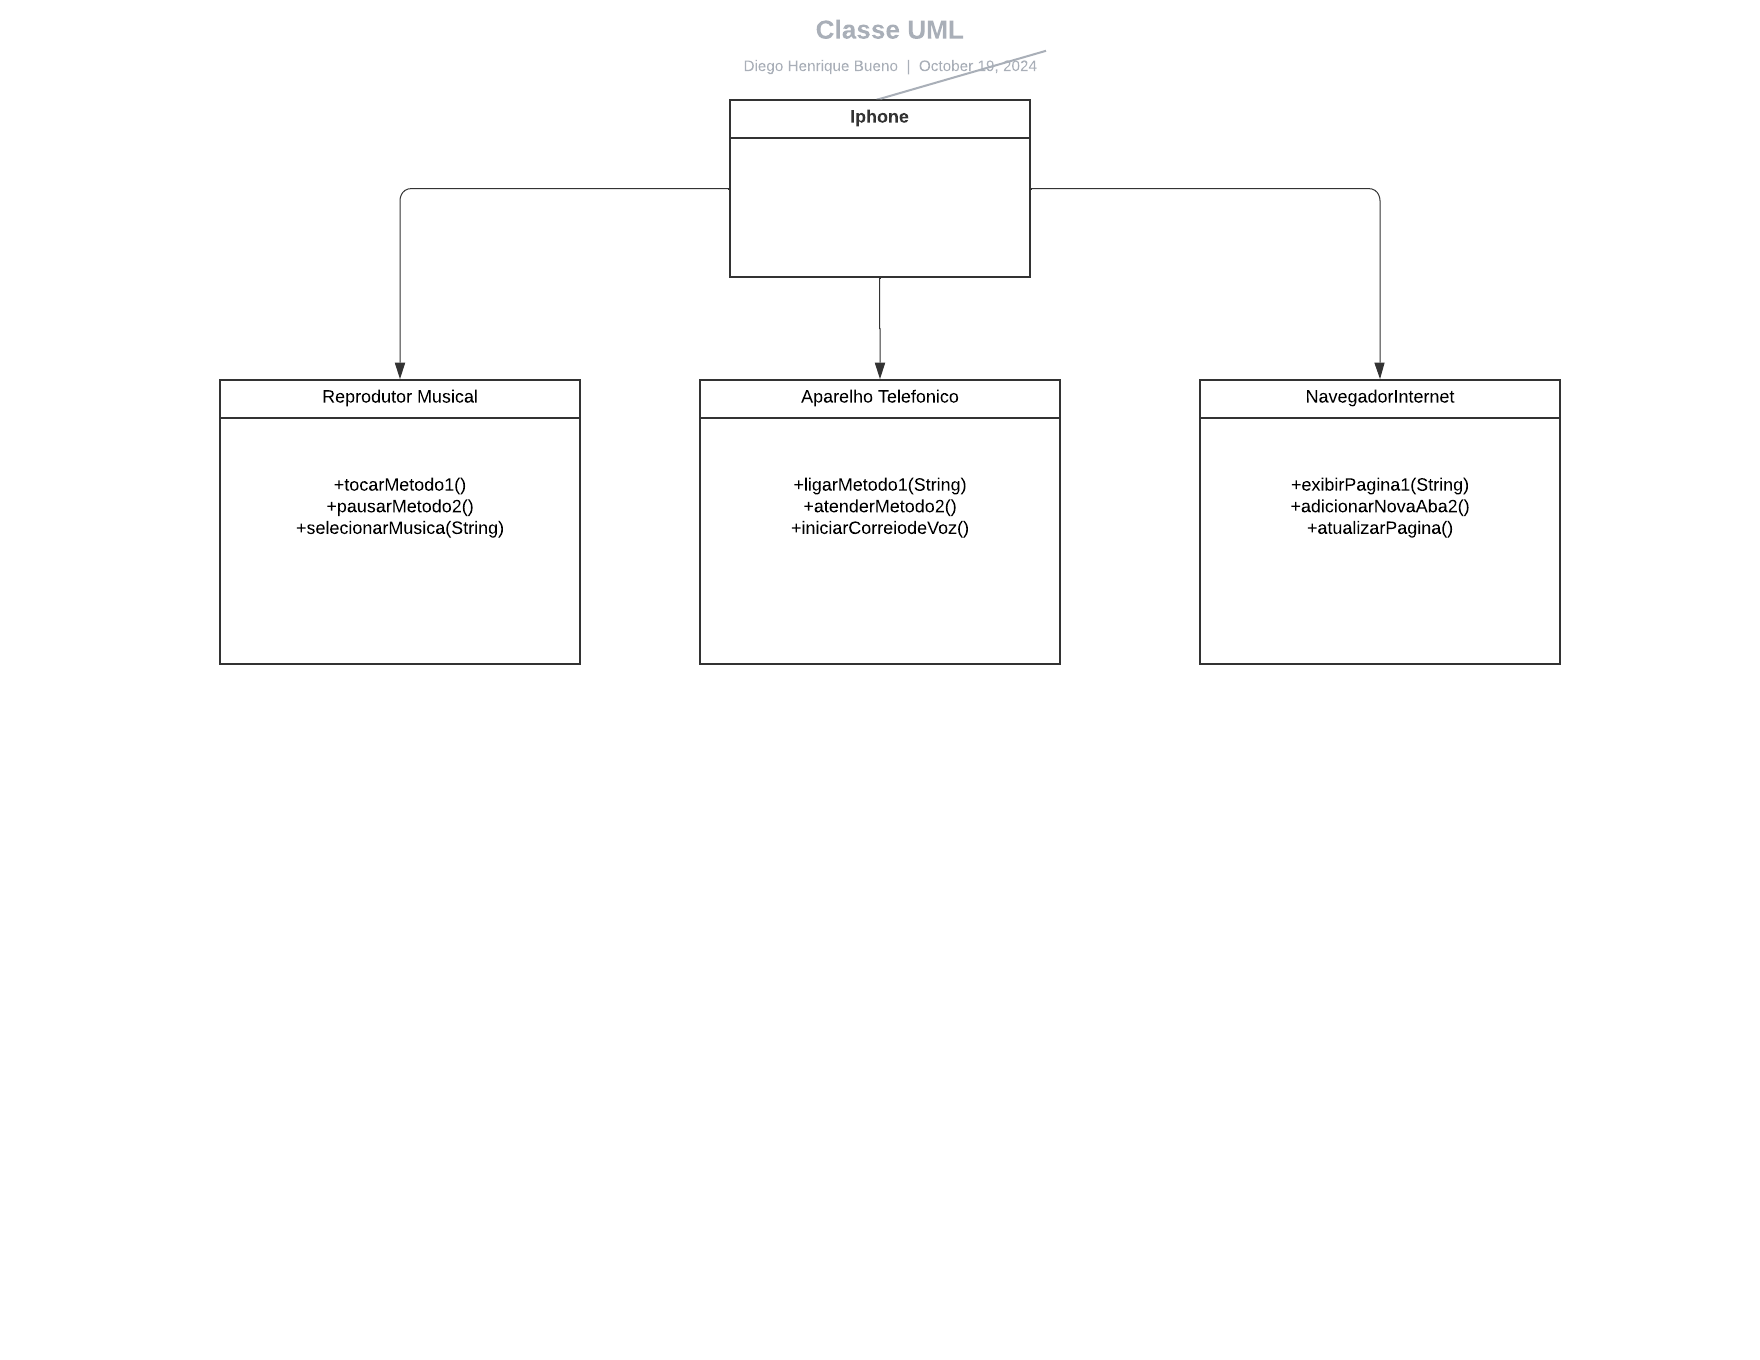 Classe UML
Diego Henrique Bueno | October 19, 2024
Iphone
Reprodutor Musical
+tocarMetodo1()
+pausarMetodo2()
+selecionarMusica(String)
Aparelho Telefonico
+ligarMetodo1(String)
+atenderMetodo2()
+iniciarCorreiodeVoz()
NavegadorInternet
+exibirPagina1(String)
+adicionarNovaAba2()
+atualizarPagina()